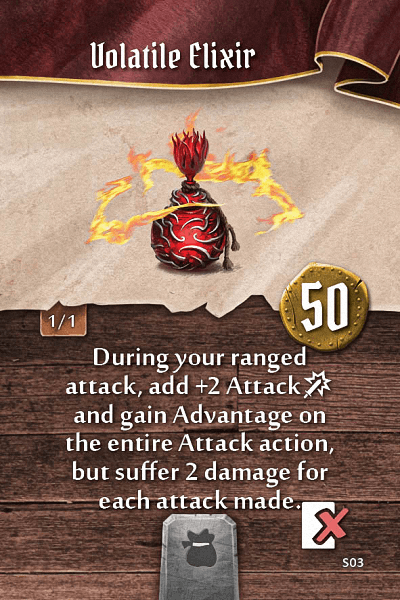 Volatile Elixir
50
1/1
During your ranged
attack, add +2 Attack
and gain Advantage on
the entire Attack action,
but suffer 2 damage for
each attack made.
S03